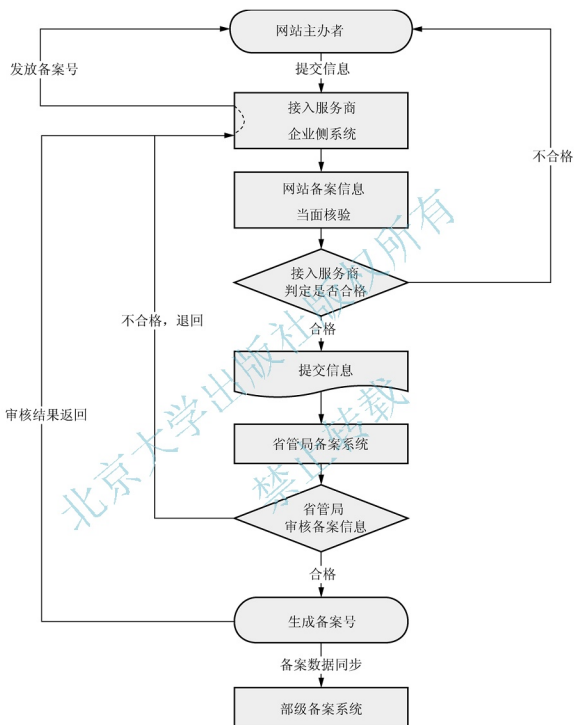 网站主办者
发放备案号
提交信息
接入服务商
企业侧系统
不合格
网站备案信息
当面核验
接入服务商
判定是否合格
不合格，退回
合格
提交信息
审核结果返回
省管局备案系统
省管局
审核备案信息
合格
生成备案号
备案数据同步
部级备案系统
北京大学出版社版权所有
禁止转载